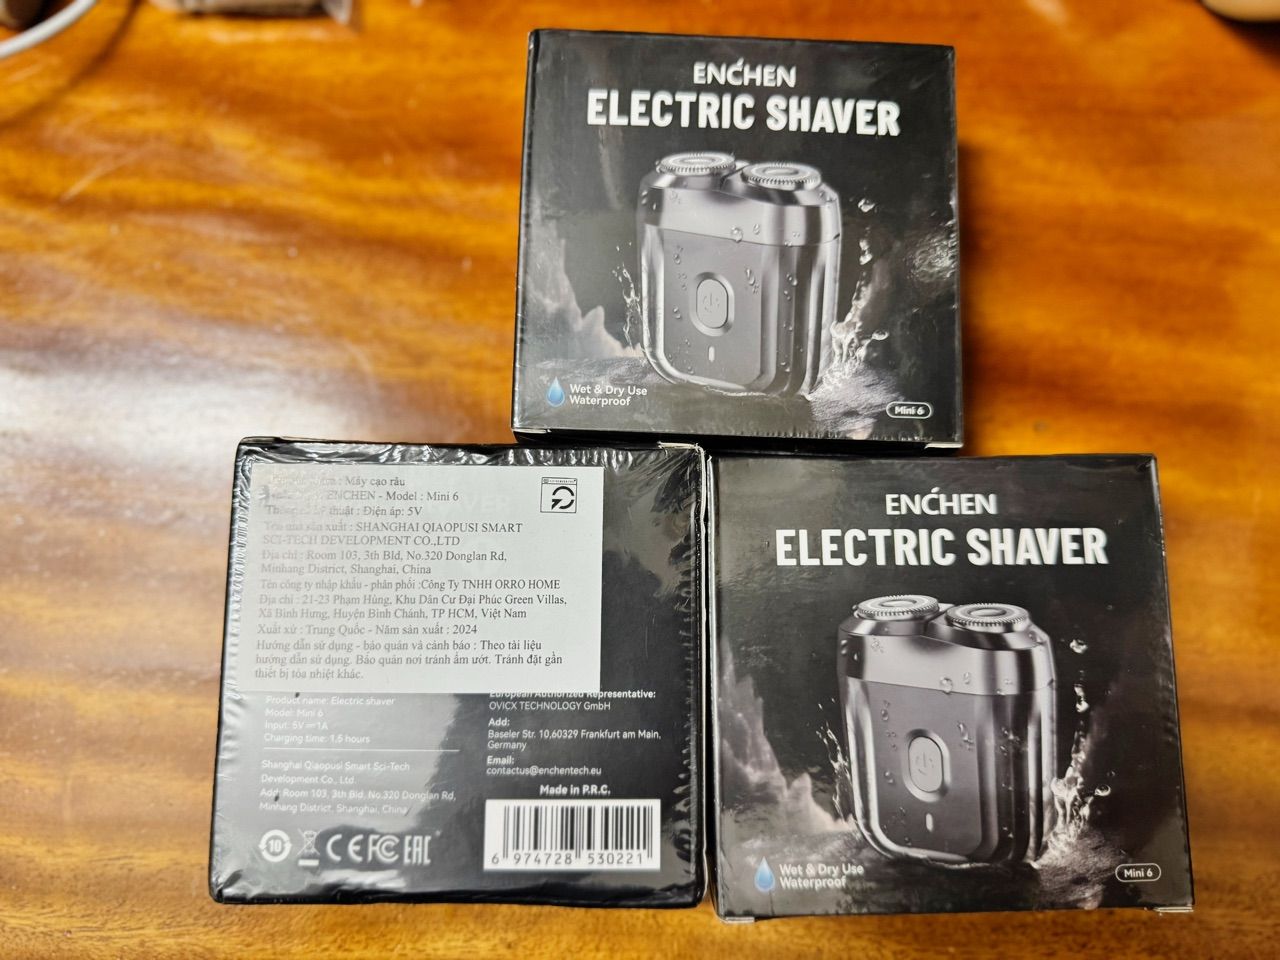 ENCHEN
ELECTRIC SHAVER
Wet & Dry Use
Waterproof
Mini 6
: Máy cạo râu
ENCHEN - Model : Mini 6
thuật : Điện áp: 5V
Tên nhà sản xuất : SHANGHAI QIAOPUSI SMART
SCI-TECH DEVELOPMENT CO.,LTD
Địa chỉ : Room 103, 3th Bld, No.320 Donglan Rd,
Minhang District, Shanghai, China
Tên công ty nhập khẩu - phân phối :Công Ty TNHH ORRO HOME
Địa chỉ : 21-23 Phạm Hùng, Khu Dân Cư Đại Phúc Green Villas,
Xã Bình Hưng, Huyện Bình Chánh, TP HCM, Việt Nam
Xuất xứ : Trung Quốc - Năm sản xuất : 2024
Hướng dẫn sử dụng - bảo quản và cảnh báo : Theo tài liệu
hướng dẫn sử dụng. Bảo quản nơi tránh ẩm ướt. Tránh đặt gần
thiết bị tỏa nhiệt khác.
Product name: Electric shaver
Model: Mini 6
Input: 5V⎓1A
Charging time: 1,5 hours
Shanghai Qiaopusi Smart Sci-Tech
Development Co., Ltd.
Add: Room 103, 3th Bld, No.320 Donglan Rd,
Minhang District, Shanghai, China
European Authorized Representative:
OVICX TECHNOLOGY GmbH
Add:
Baseler Str. 10,60329 Frankfurt am Main,
Germany
Email:
contactus@enchentech.eu
Made in P.R.C.
10 CE FC EAC
6 974728 530221
ENCHEN
ELECTRIC SHAVER
Wet & Dry Use
Waterproof
Mini 6